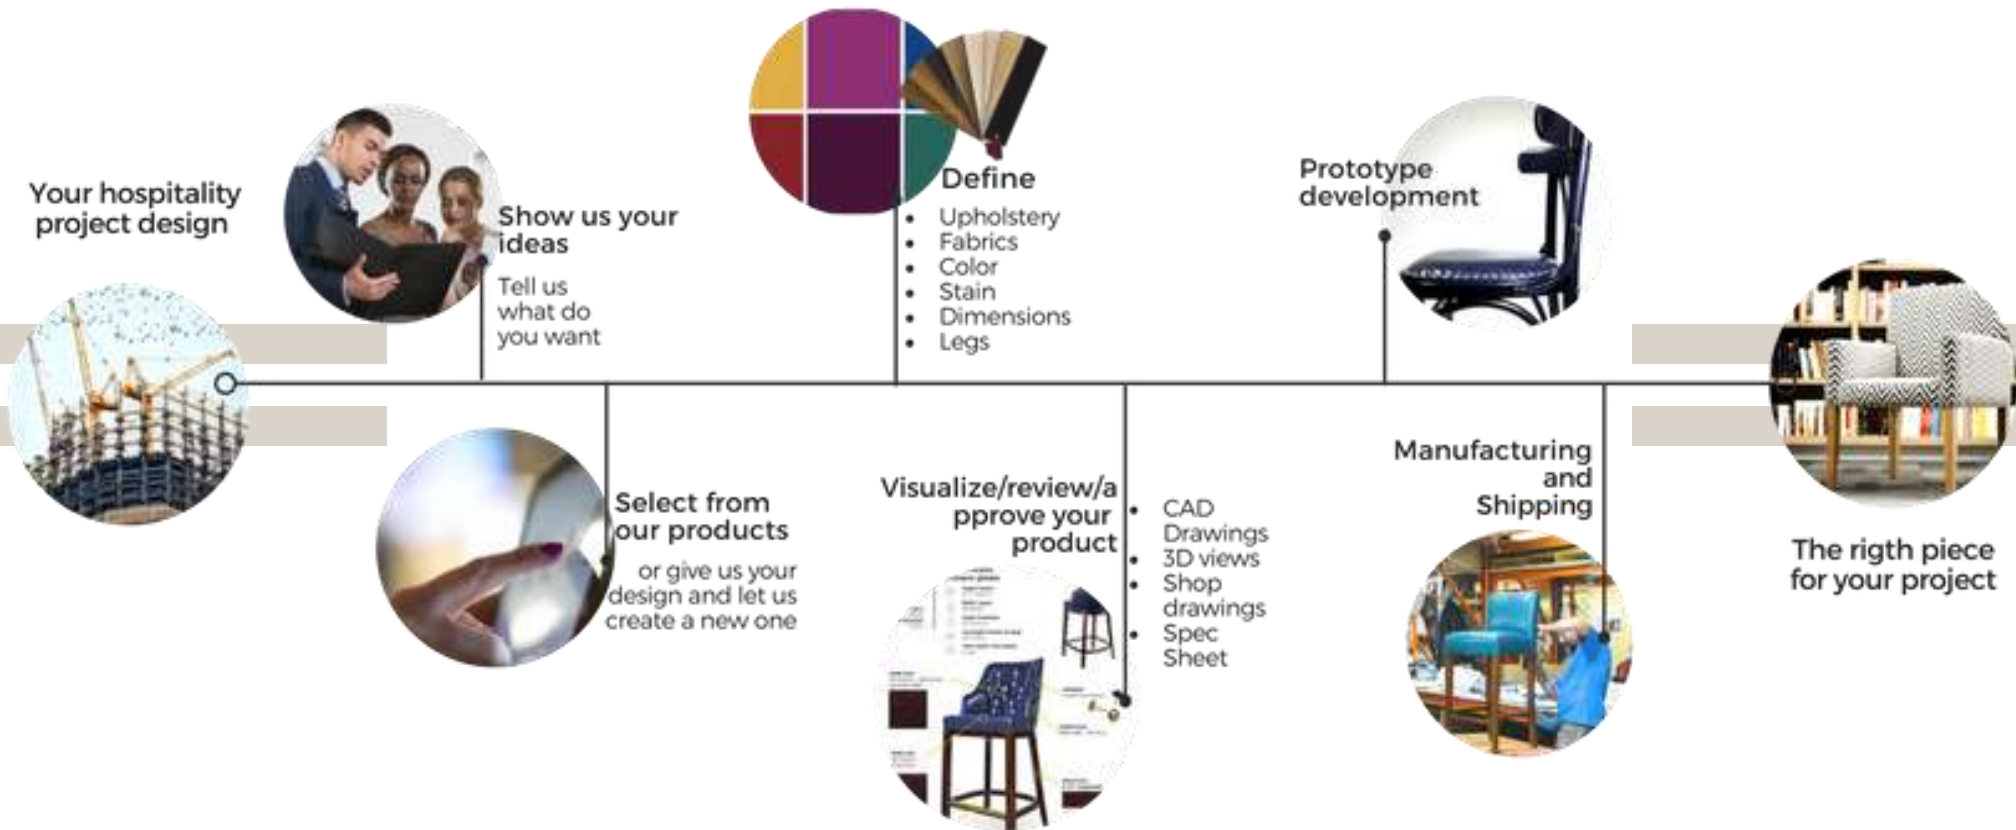 Your hospitality
project design
Show us your
ideas
Tell us
what do
you want
Select from
our products
or give us your
design and let us
create a new one
Define
• Upholstery
• Fabrics
• Color
• Stain
• Dimensions
• Legs
Visualize/review/a
pprove your
product
• CAD
Drawings
• 3D views
• Shop
drawings
• Spec
Sheet
Prototype
development
Manufacturing
and
Shipping
The rigth piece
for your project